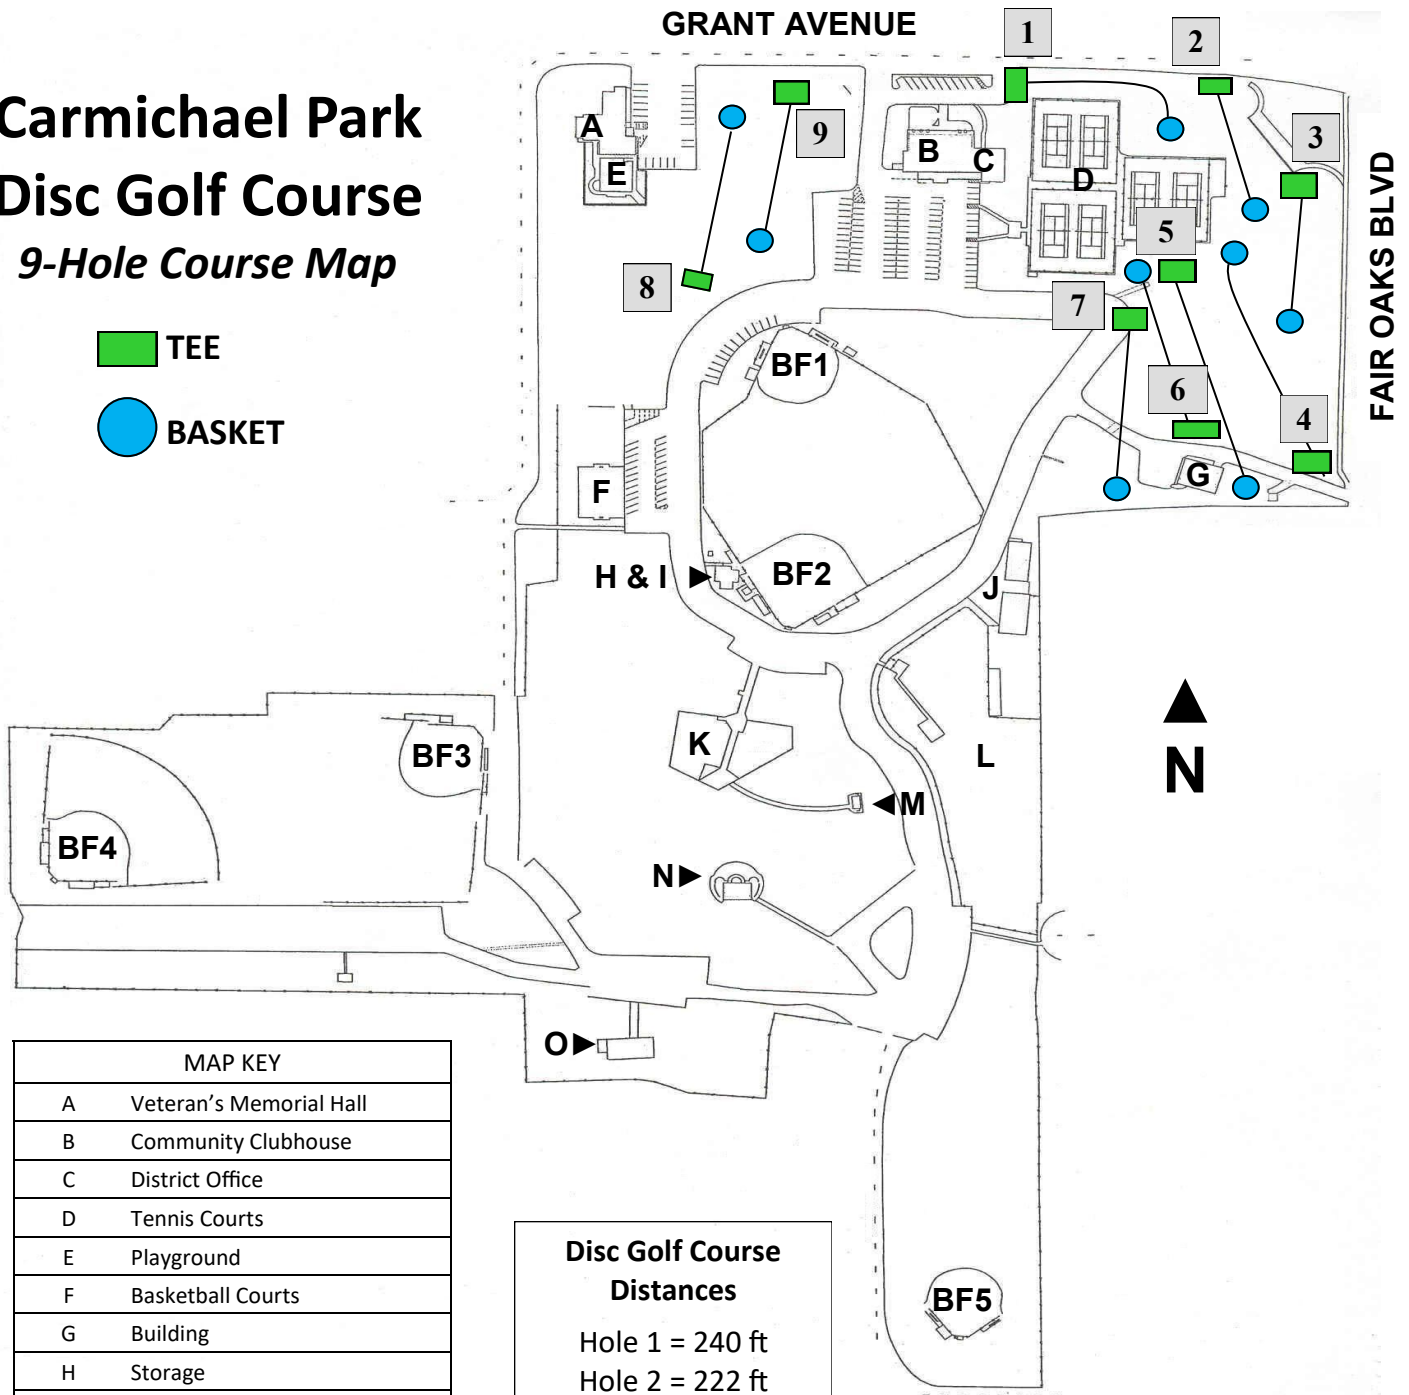 GRANT AVENUE
Carmichael Park
Disc Golf Course
9-Hole Course Map
TEE
BASKET
1
2
3
9
8
5
7
6
4
A
E
B
C
D
FAIR OAKS BLVD
BF1
F
G
H & I ►
BF2
J
K
L
◄M
N►
N
BF3
BF4
O►
BF5
MAP KEY
A Veteran’s Memorial Hall
B Community Clubhouse
C District Office
D Tennis Courts
E Playground
F Basketball Courts
G Building
H Storage
Disc Golf Course
Distances
Hole 1 = 240 ft
Hole 2 = 222 ft